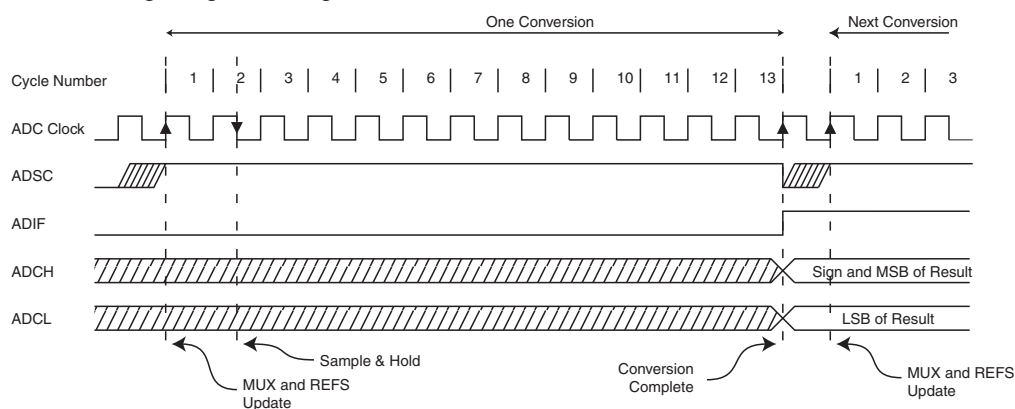 One Conversion Next Conversion
Cycle Number 1 2 3 4 5 6 7 8 9 10 11 12 13 1 2 3
ADC Clock
ADSC
ADIF
ADCH Sign and MSB of Result
ADCL LSB of Result
Sample & Hold
MUX and REFS
Update
Conversion
Complete
MUX and REFS
Update